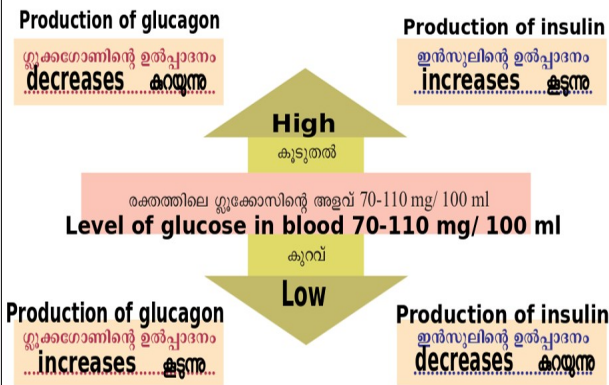 Production of glucagon
ഗ്ലൂക്കഗോണിന്റെ ഉൽപ്പാദനം
decreases കുറയുന്നു
Production of insulin
ഇൻസുലിന്റെ ഉൽപ്പാദനം
increases കൂടുന്നു
High
കൂടുതൽ
രക്തത്തിലെ ഗ്ലൂക്കോസിന്റെ അളവ് 70-110 mg/ 100 ml
Level of glucose in blood 70-110 mg/ 100 ml
കുറവ്
Low
Production of glucagon
ഗ്ലൂക്കഗോണിന്റെ ഉൽപ്പാദനം
increases കൂടുന്നു
Production of insulin
ഇൻസുലിന്റെ ഉൽപ്പാദനം
decreases കുറയുന്നു